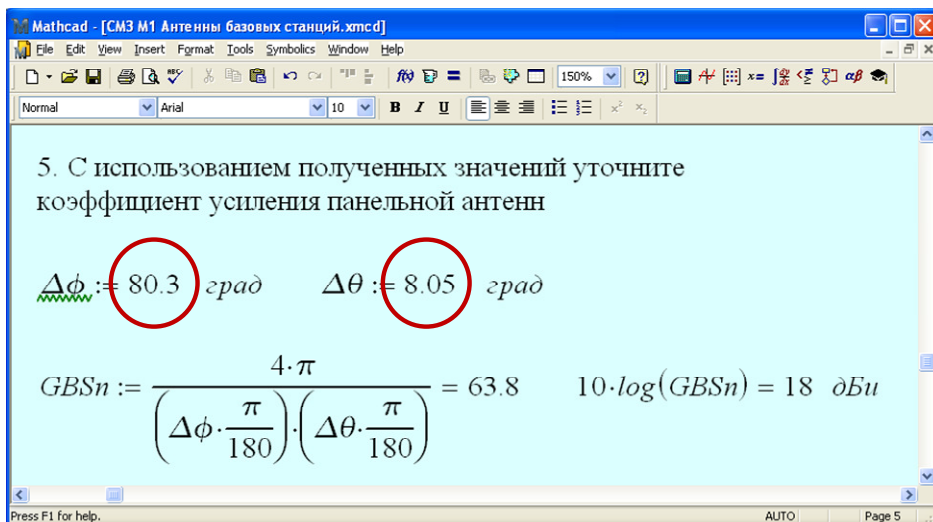 Mathcad - [СМ3 М1 Антенны базовых станций.xmcd]
File Edit View Insert Format Tools Symbolics Window Help
150%
Normal Arial 10 B I U
5. С использованием полученных значений уточните
коэффициент усиления панельной антенн
Δϕ := 80.3 град Δθ := 8.05 град
GBSn := 4·π / ((Δϕ·π/180)·(Δθ·π/180)) = 63.8 10·log(GBSn) = 18 дБи
Press F1 for help. AUTO Page 5